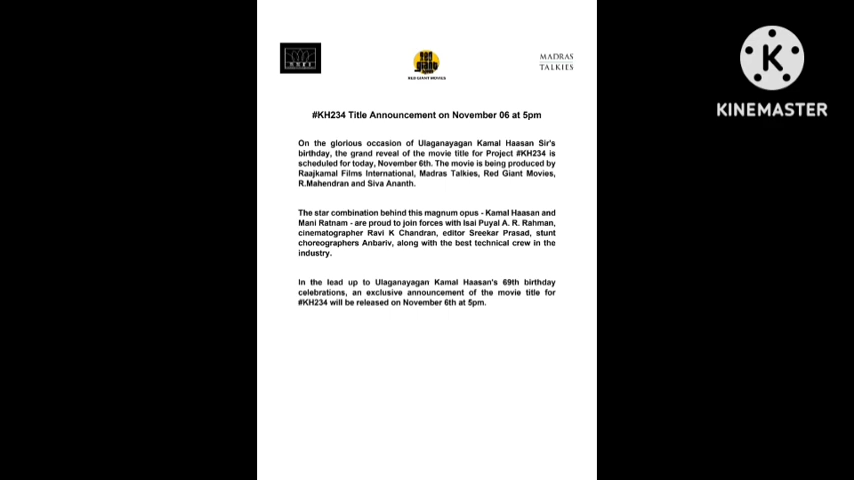 MADRAS
TALKIES
RED GIANT MOVIES
K
KINEMASTER
#KH234 Title Announcement on November 06 at 5pm
On the glorious occasion of Ulaganayagan Kamal Haasan Sir's
birthday, the grand reveal of the movie title for Project #KH234 is
scheduled for today, November 6th. The movie is being produced by
Raajkamal Films International, Madras Talkies, Red Giant Movies,
R.Mahendran and Siva Ananth.
The star combination behind this magnum opus - Kamal Haasan and
Mani Ratnam - are proud to join forces with Isai Puyal A. R. Rahman,
cinematographer Ravi K Chandran, editor Sreekar Prasad, stunt
choreographers Anbariv, along with the best technical crew in the
industry.
In the lead up to Ulaganayagan Kamal Haasan's 69th birthday
celebrations, an exclusive announcement of the movie title for
#KH234 will be released on November 6th at 5pm.